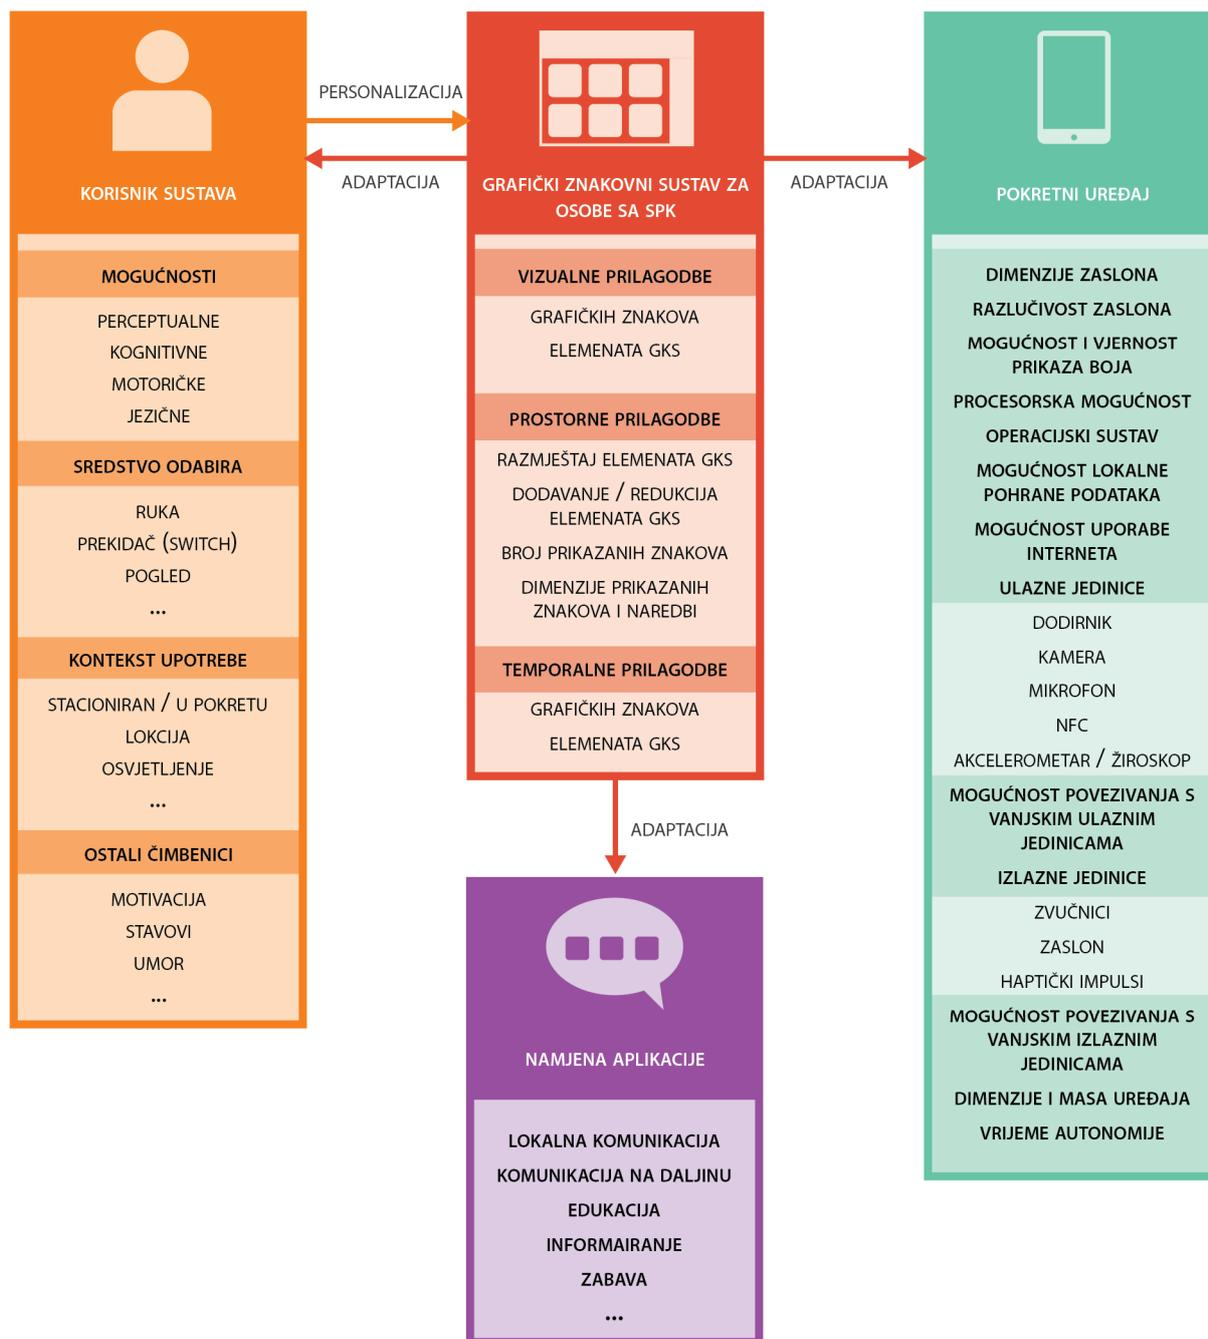 PERSONALIZACIJA
ADAPTACIJA
ADAPTACIJA
KORISNIK SUSTAVA
MOGUĆNOSTI
PERCEPTUALNE
KOGNITIVNE
MOTORIČKE
JEZIČNE
SREDSTVO ODABIRA
RUKA
PREKIDAČ (SWITCH)
POGLED
...
KONTEKST UPOTREBE
STACIONIRAN / U POKRETU
LOKCIJA
OSVJETLJENJE
...
OSTALI ČIMBENICI
MOTIVACIJA
STAVOVI
UMOR
...
GRAFIČKI ZNAKOVNI SUSTAV ZA
OSOBE SA SPK
VIZUALNE PRILAGODBE
GRAFIČKIH ZNAKOVA
ELEMENATA GKS
PROSTORNE PRILAGODBE
RAZMJEŠTAJ ELEMENATA GKS
DODAVANJE / REDUKCIJA
ELEMENATA GKS
BROJ PRIKAZANIH ZNAKOVA
DIMENZIJE PRIKAZANIH
ZNAKOVA I NAREDBI
TEMPORALNE PRILAGODBE
GRAFIČKIH ZNAKOVA
ELEMENATA GKS
ADAPTACIJA
NAMJENA APLIKACIJE
LOKALNA KOMUNIKACIJA
KOMUNIKACIJA NA DALJINU
EDUKACIJA
INFORMAIRANJE
ZABAVA
...
POKRETNI UREĐAJ
DIMENZIJE ZASLONA
RAZLUČIVOST ZASLONA
MOGUĆNOST I VJERNOST
PRIKAZA BOJA
PROCESORSKA MOGUĆNOST
OPERACIJSKI SUSTAV
MOGUĆNOST LOKALNE
POHRANE PODATAKA
MOGUĆNOST UPORABE
INTERNETA
ULAZNE JEDINICE
DODIRNIK
KAMERA
MIKROFON
NFC
AKCELEROMETAR / ŽIROSKOP
MOGUĆNOST POVEZIVANJA S
VANJSKIM ULAZNIM
JEDINICAMA
IZLAZNE JEDINICE
ZVUČNICI
ZASLON
HAPTIČKI IMPULSI
MOGUĆNOST POVEZIVANJA S
VANJSKIM IZLAZNIM
JEDINICAMA
DIMENZIJE I MASA UREĐAJA
VRIJEME AUTONOMIJE